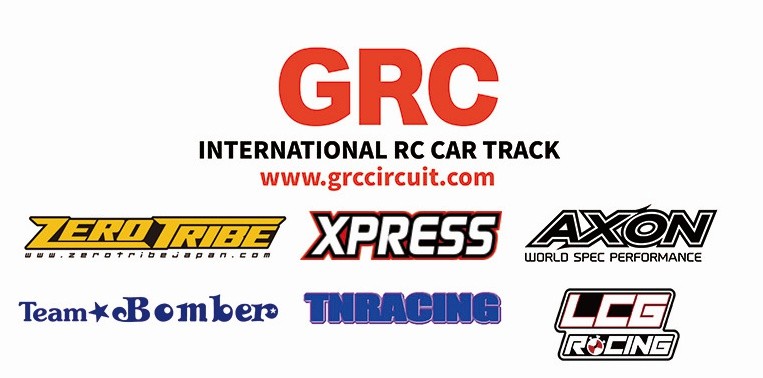 GRC
INTERNATIONAL RC CAR TRACK
www.grccircuit.com
ZERO TRIBE
www.zerotribejapan.com
XPRESS
AXON
WORLD SPEC PERFORMANCE
Team★Bomber
TNRACING
LCG
RCING